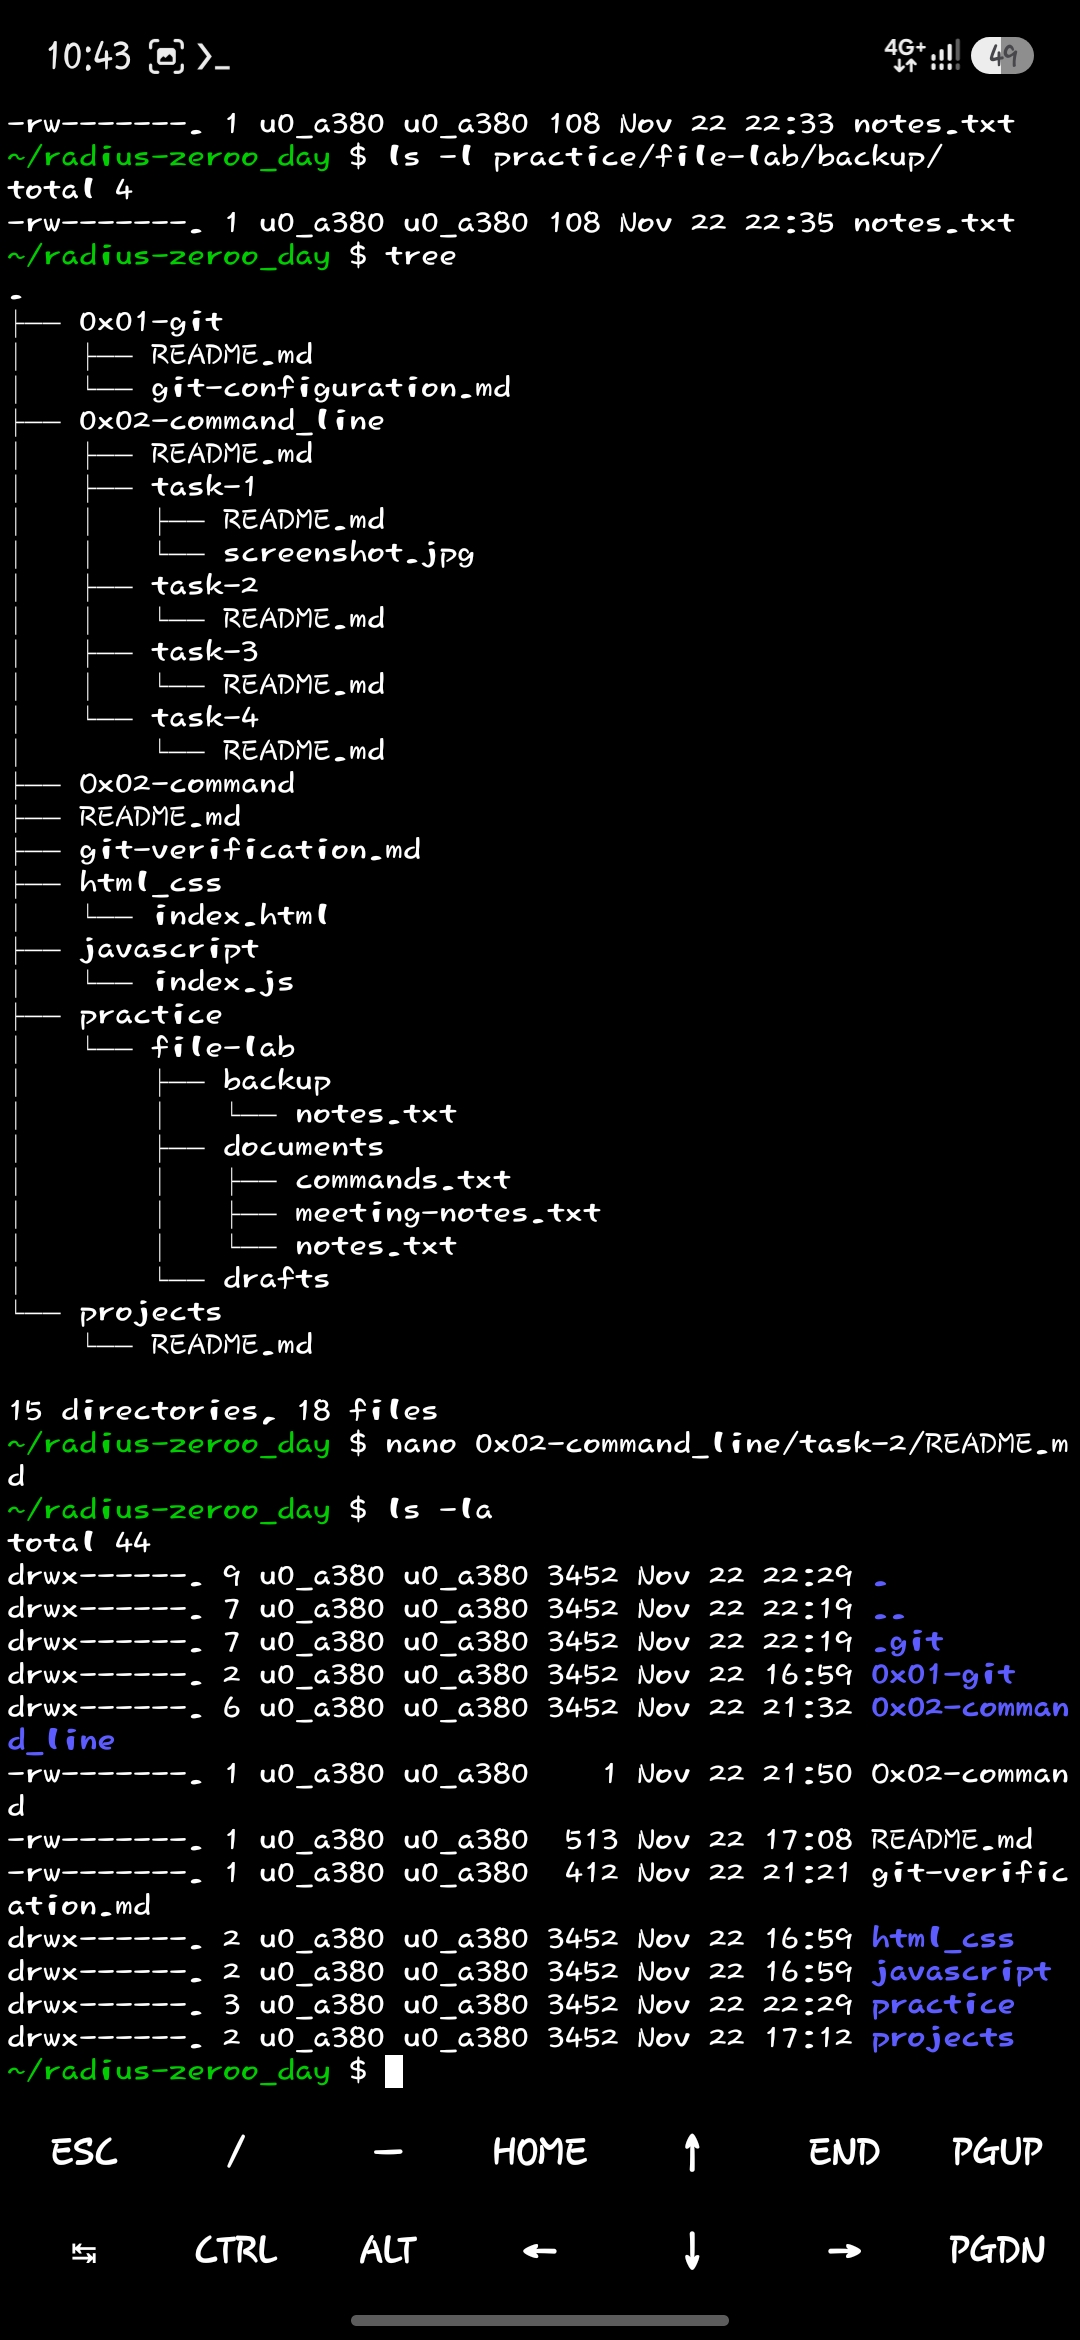 10:43 4G+ 49
-rw-------. 1 u0_a380 u0_a380 108 Nov 22 22:33 notes.txt
~/radius-zeroo_day $ ls -l practice/file-lab/backup/
total 4
-rw-------. 1 u0_a380 u0_a380 108 Nov 22 22:35 notes.txt
~/radius-zeroo_day $ tree
.
├── 0x01-git
│   ├── README.md
│   └── git-configuration.md
├── 0x02-command_line
│   ├── README.md
│   ├── task-1
│   │   ├── README.md
│   │   └── screenshot.jpg
│   ├── task-2
│   │   └── README.md
│   ├── task-3
│   │   └── README.md
│   └── task-4
│       └── README.md
├── 0x02-command
├── README.md
├── git-verification.md
├── html_css
│   └── index.html
├── javascript
│   └── index.js
├── practice
│   └── file-lab
│       ├── backup
│       │   └── notes.txt
│       ├── documents
│       │   ├── commands.txt
│       │   ├── meeting-notes.txt
│       │   └── notes.txt
│       └── drafts
└── projects
    └── README.md
15 directories, 18 files
~/radius-zeroo_day $ nano 0x02-command_line/task-2/README.m
d
~/radius-zeroo_day $ ls -la
total 44
drwx------. 9 u0_a380 u0_a380 3452 Nov 22 22:29 .
drwx------. 7 u0_a380 u0_a380 3452 Nov 22 22:19 ..
drwx------. 7 u0_a380 u0_a380 3452 Nov 22 22:19 .git
drwx------. 2 u0_a380 u0_a380 3452 Nov 22 16:59 0x01-git
drwx------. 6 u0_a380 u0_a380 3452 Nov 22 21:32 0x02-comman
d_line
-rw-------. 1 u0_a380 u0_a380    1 Nov 22 21:50 0x02-comman
d
-rw-------. 1 u0_a380 u0_a380  513 Nov 22 17:08 README.md
-rw-------. 1 u0_a380 u0_a380  412 Nov 22 21:21 git-verific
ation.md
drwx------. 2 u0_a380 u0_a380 3452 Nov 22 16:59 html_css
drwx------. 2 u0_a380 u0_a380 3452 Nov 22 16:59 javascript
drwx------. 3 u0_a380 u0_a380 3452 Nov 22 22:29 practice
drwx------. 2 u0_a380 u0_a380 3452 Nov 22 17:12 projects
~/radius-zeroo_day $
ESC / — HOME ↑ END PGUP
↹ CTRL ALT ← ↓ → PGDN